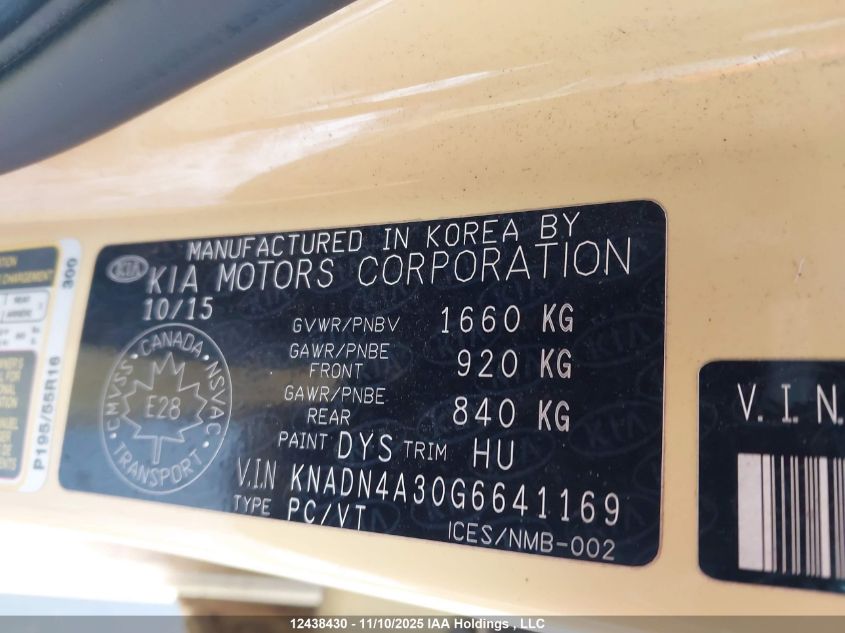 MANUFACTURED IN KOREA BY
KIA KIA MOTORS CORPORATION
10/15
GVWR/PNBV 1660 KG
GAWR/PNBE FRONT 920 KG
GAWR/PNBE REAR 840 KG
CANADA
CMVSS NSVAC
E28
TRANSPORT
PAINT DYS TRIM HU
V.I.N KNADN4A30G6641169
TYPE PC/VT
ICES/NMB-002
300
P195/55R16
REAR
V.I.N.
12438430 - 11/10/2025 IAA Holdings , LLC